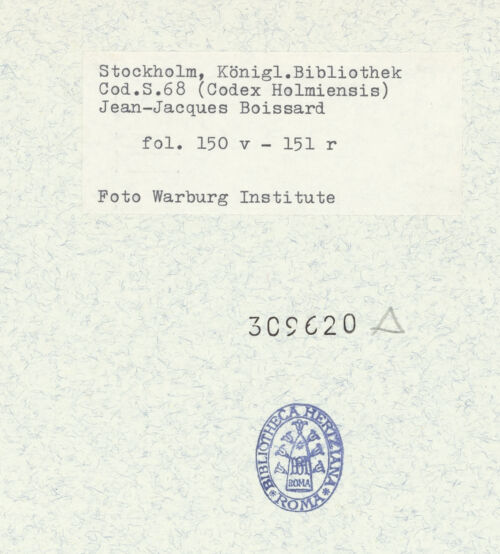 Stockholm, Königl.Bibliothek
Cod.S.68 (Codex Holmiensis)
Jean-Jacques Boissard
fol. 150 v - 151 r
Foto Warburg Institute
309620
BIBLIOTHECA HERTZIANA
ROMA
* ROMA *